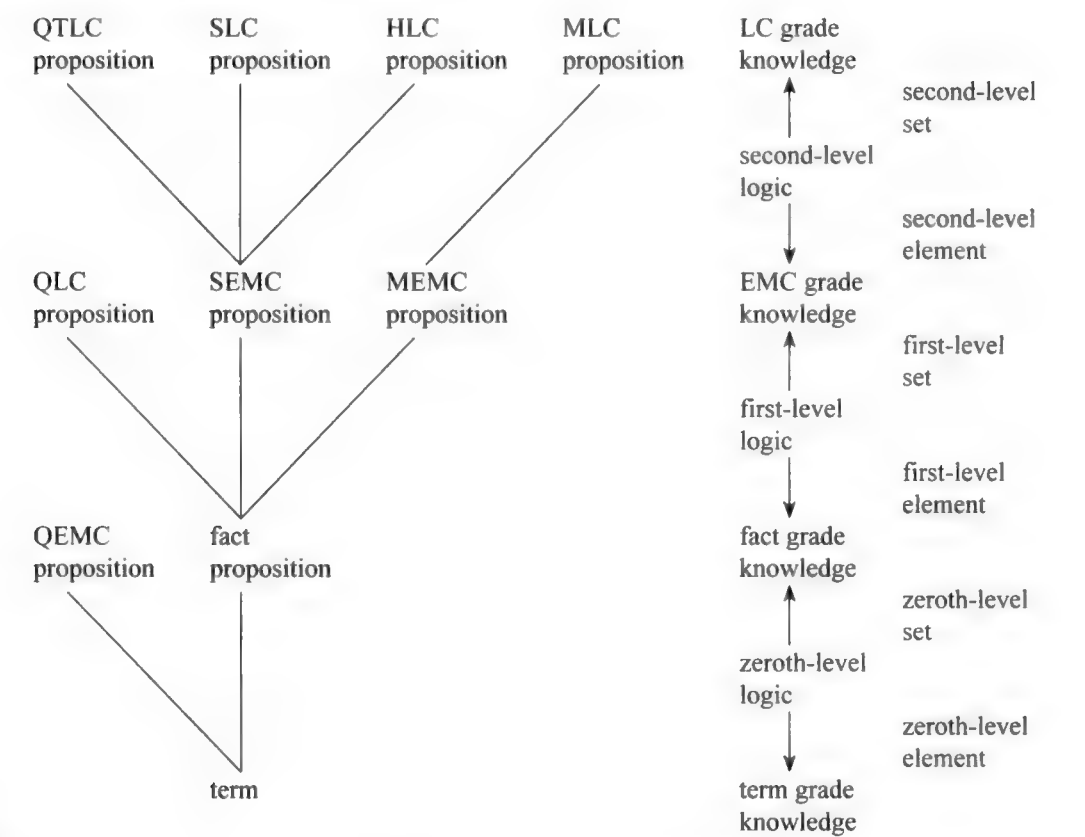 QTLC
proposition
SLC
proposition
HLC
proposition
MLC
proposition
LC grade
knowledge
second-level
set
second-level
logic
second-level
element
QLC
proposition
SEMC
proposition
MEMC
proposition
EMC grade
knowledge
first-level
set
first-level
logic
first-level
element
QEMC
proposition
fact
proposition
fact grade
knowledge
zeroth-level
set
zeroth-level
logic
zeroth-level
element
term
term grade
knowledge